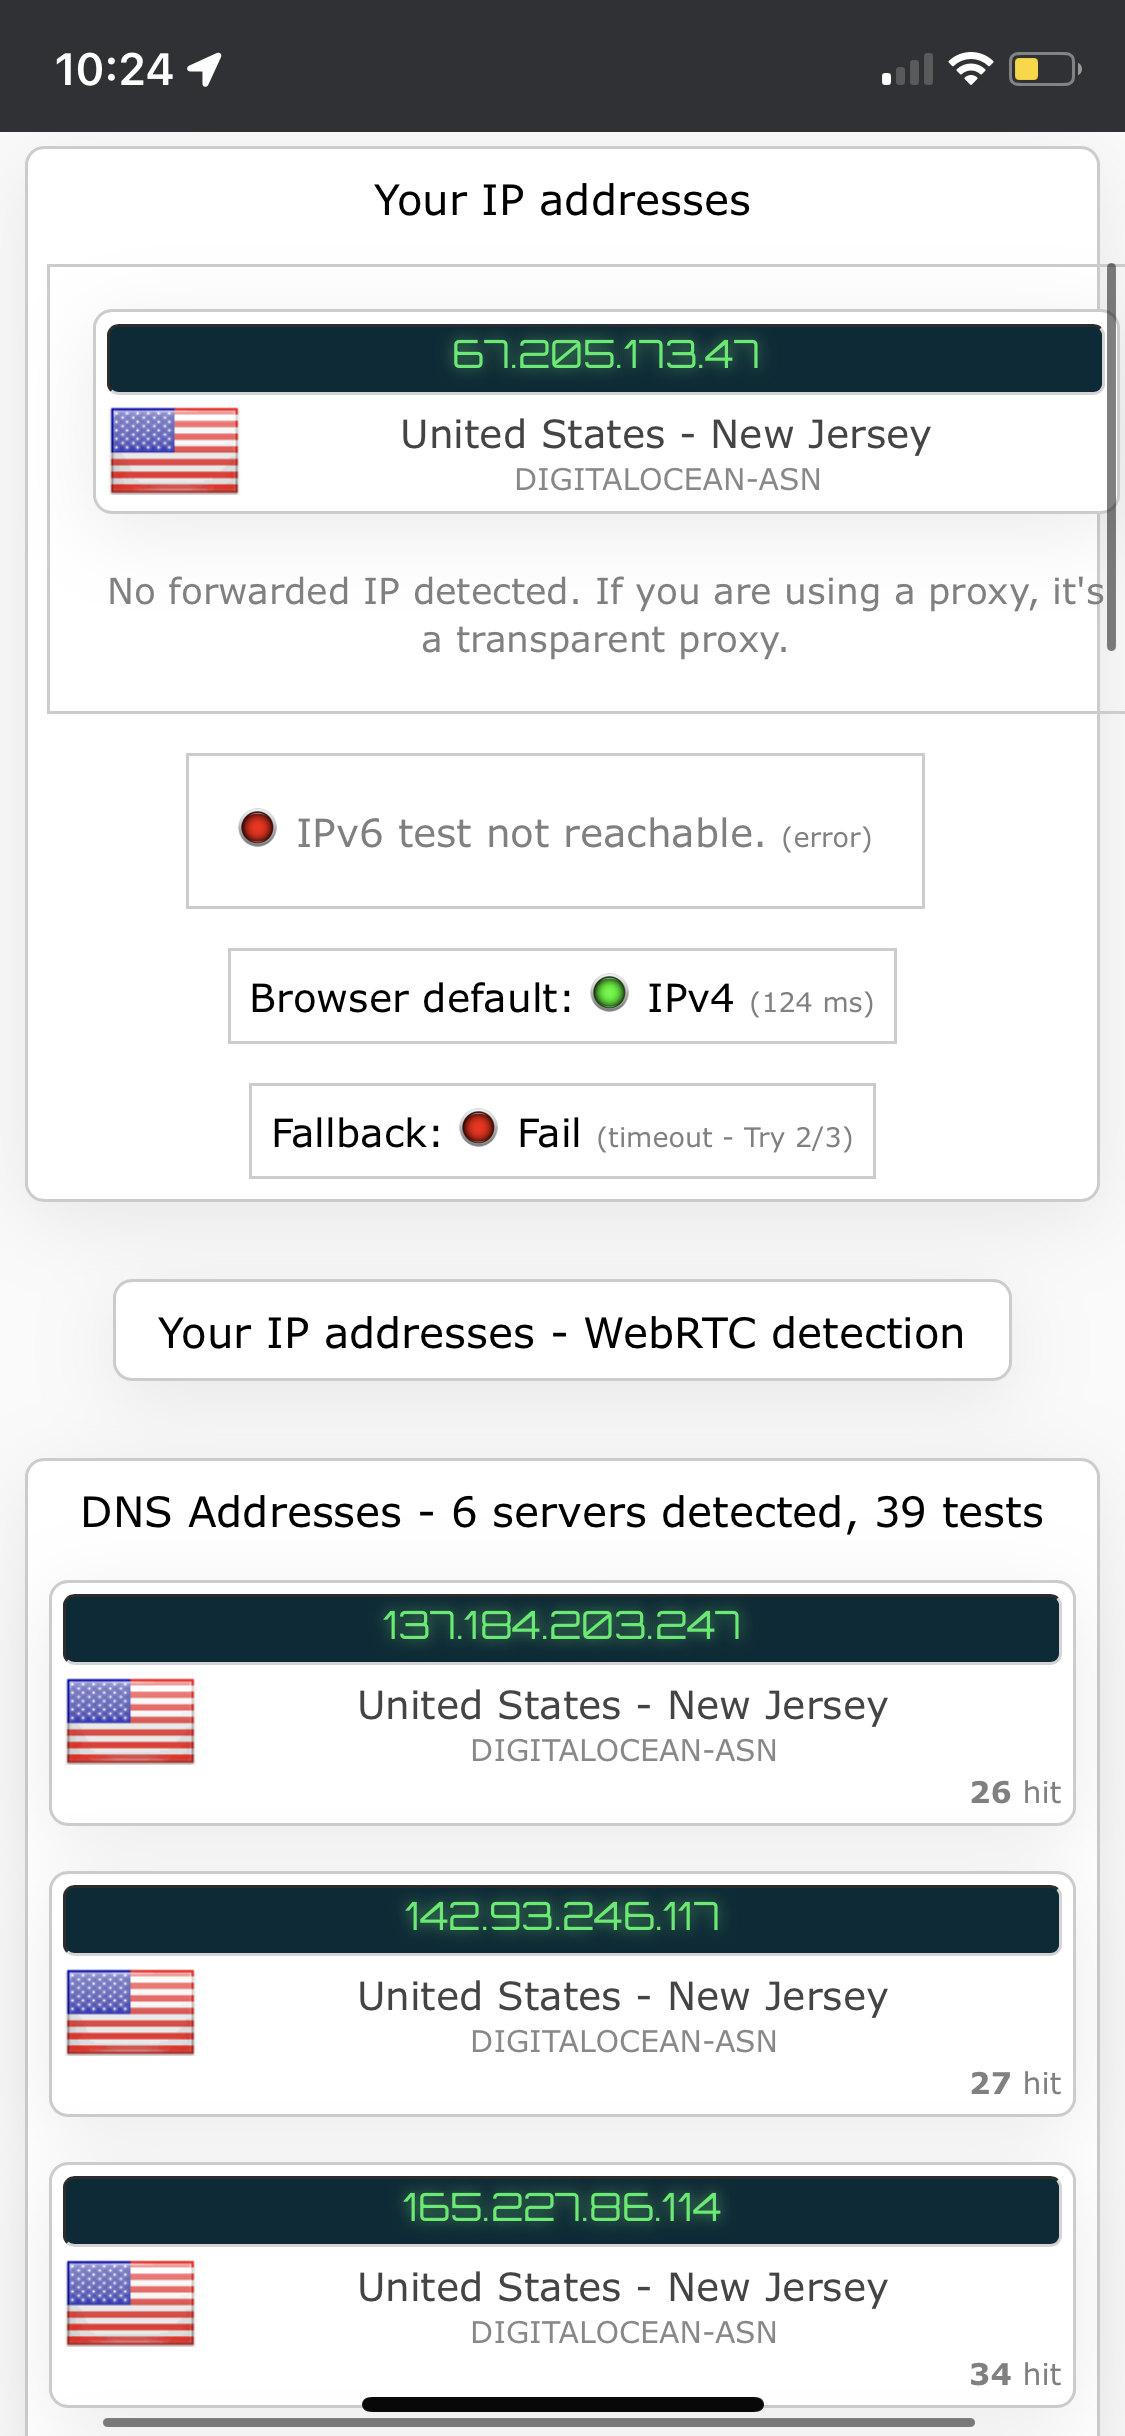 10:24
Your IP addresses
67.205.173.47
United States - New Jersey
DIGITALOCEAN-ASN
No forwarded IP detected. If you are using a proxy, it's
a transparent proxy.
IPv6 test not reachable. (error)
Browser default: IPv4 (124 ms)
Fallback: Fail (timeout - Try 2/3)
Your IP addresses - WebRTC detection
DNS Addresses - 6 servers detected, 39 tests
137.184.203.247
United States - New Jersey
DIGITALOCEAN-ASN
26 hit
142.93.246.117
United States - New Jersey
DIGITALOCEAN-ASN
27 hit
165.227.86.114
United States - New Jersey
DIGITALOCEAN-ASN
34 hit